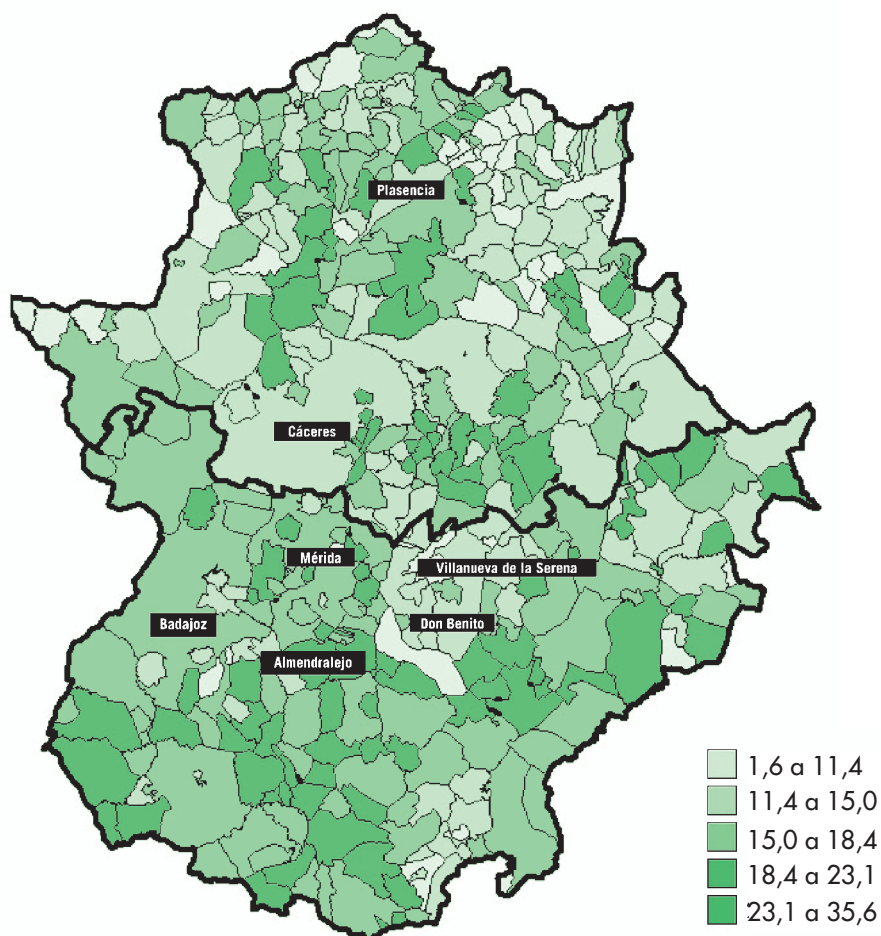 Plasencia
Cáceres
Mérida
Villanueva de la Serena
Badajoz
Don Benito
Almendralejo
1,6 a 11,4
11,4 a 15,0
15,0 a 18,4
18,4 a 23,1
23,1 a 35,6